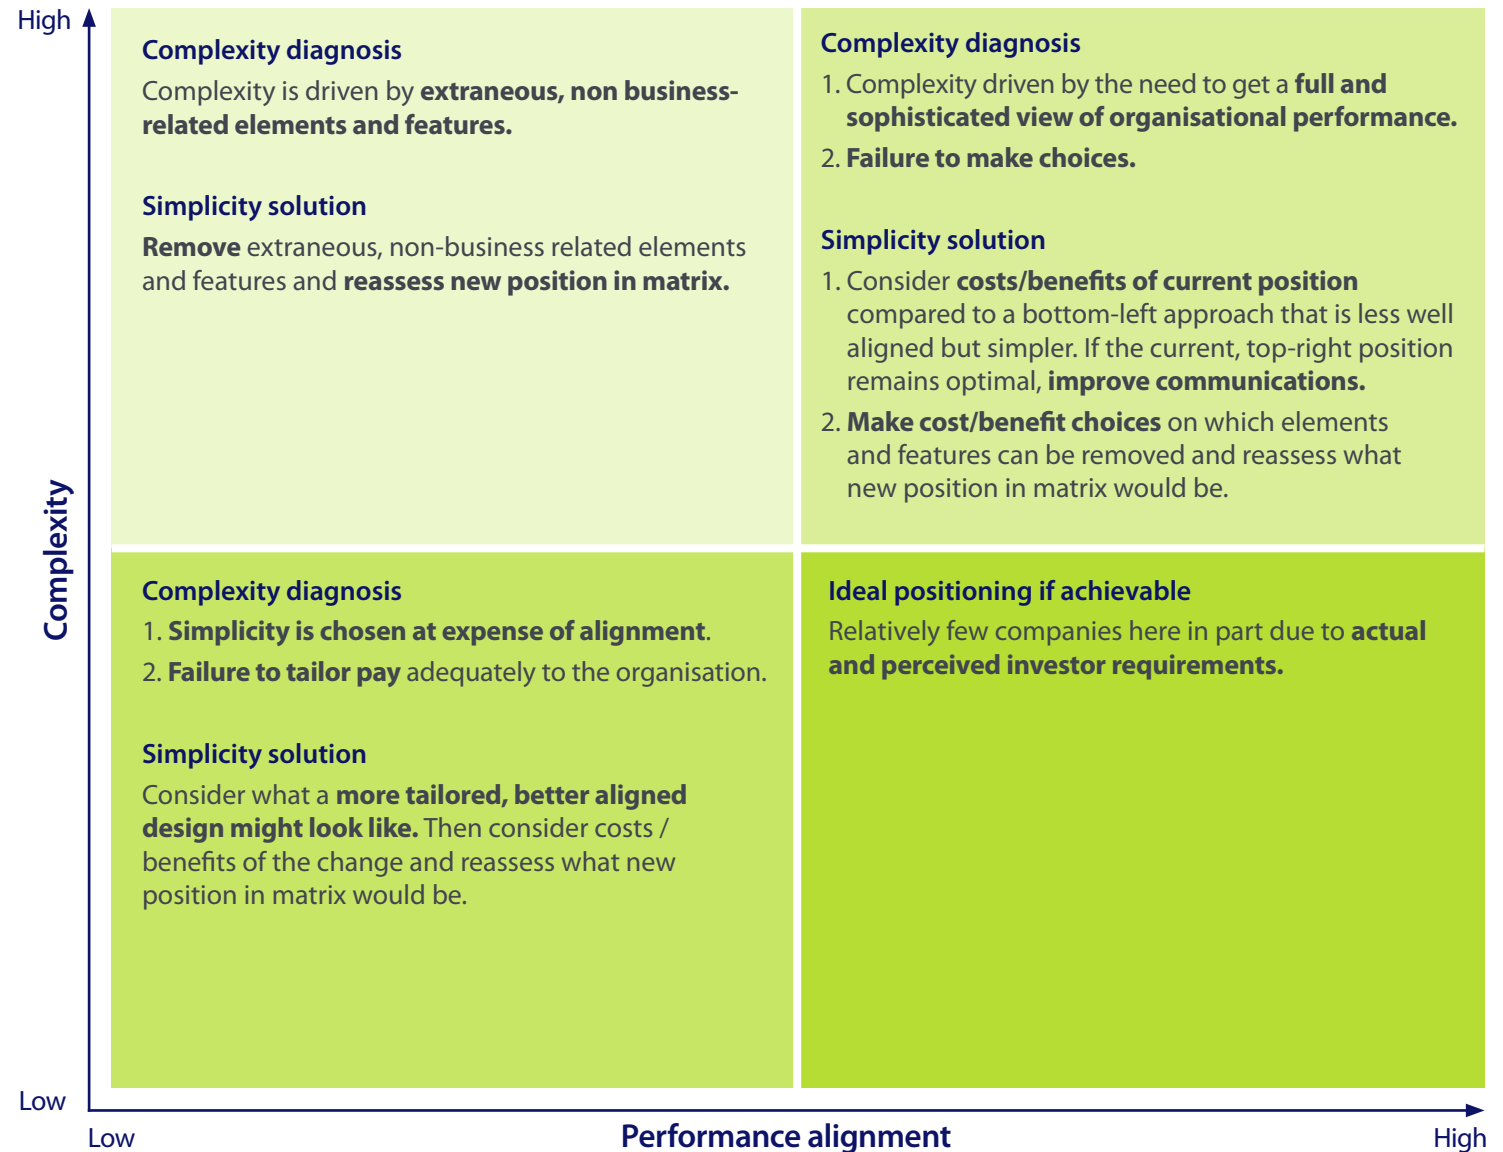 High
Complexity diagnosis
Complexity is driven by extraneous, non business-
related elements and features.
Simplicity solution
Remove extraneous, non-business related elements
and features and reassess new position in matrix.
Complexity diagnosis
1. Complexity driven by the need to get a full and
sophisticated view of organisational performance.
2. Failure to make choices.
Simplicity solution
1. Consider costs/benefits of current position
compared to a bottom-left approach that is less well
aligned but simpler. If the current, top-right position
remains optimal, improve communications.
2. Make cost/benefit choices on which elements
and features can be removed and reassess what
new position in matrix would be.
Complexity
Complexity diagnosis
1. Simplicity is chosen at expense of alignment.
2. Failure to tailor pay adequately to the organisation.
Simplicity solution
Consider what a more tailored, better aligned
design might look like. Then consider costs /
benefits of the change and reassess what new
position in matrix would be.
Ideal positioning if achievable
Relatively few companies here in part due to actual
and perceived investor requirements.
Low
Low
Performance alignment
High